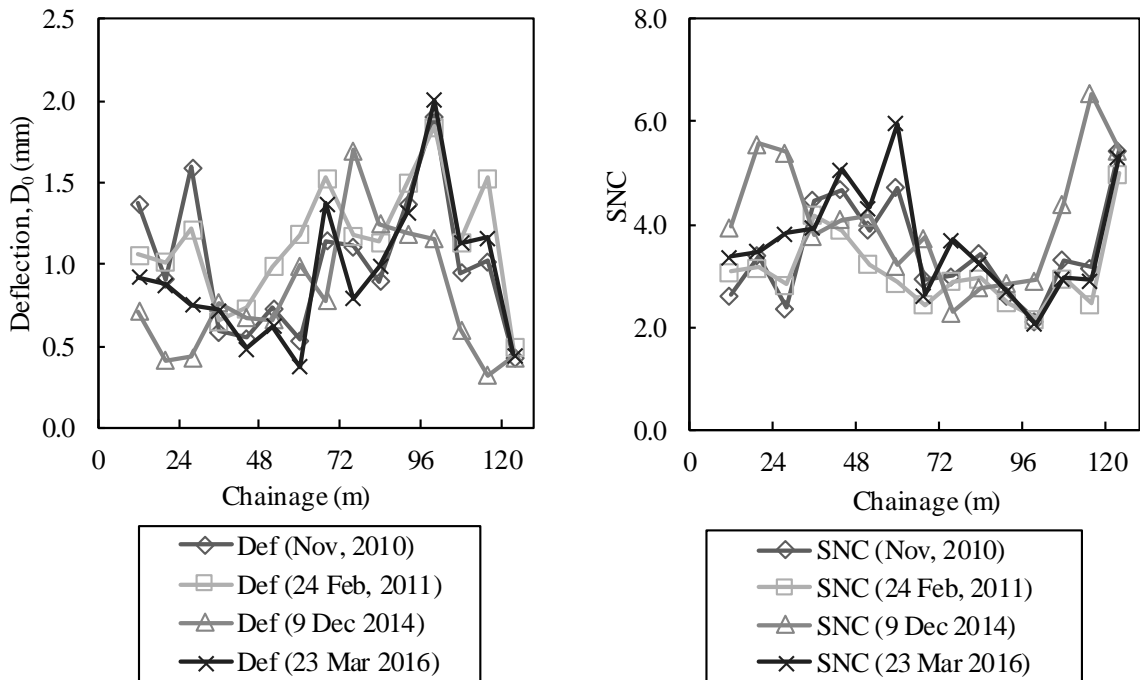 2.5
2.0
1.5
1.0
0.5
0.0
Deflection, D0 (mm)
0 24 48 72 96 120
Chainage (m)
Def (Nov, 2010)
Def (24 Feb, 2011)
Def (9 Dec 2014)
Def (23 Mar 2016)
8.0
6.0
4.0
2.0
0.0
SNC
0 24 48 72 96 120
Chainage (m)
SNC (Nov, 2010)
SNC (24 Feb, 2011)
SNC (9 Dec 2014)
SNC (23 Mar 2016)